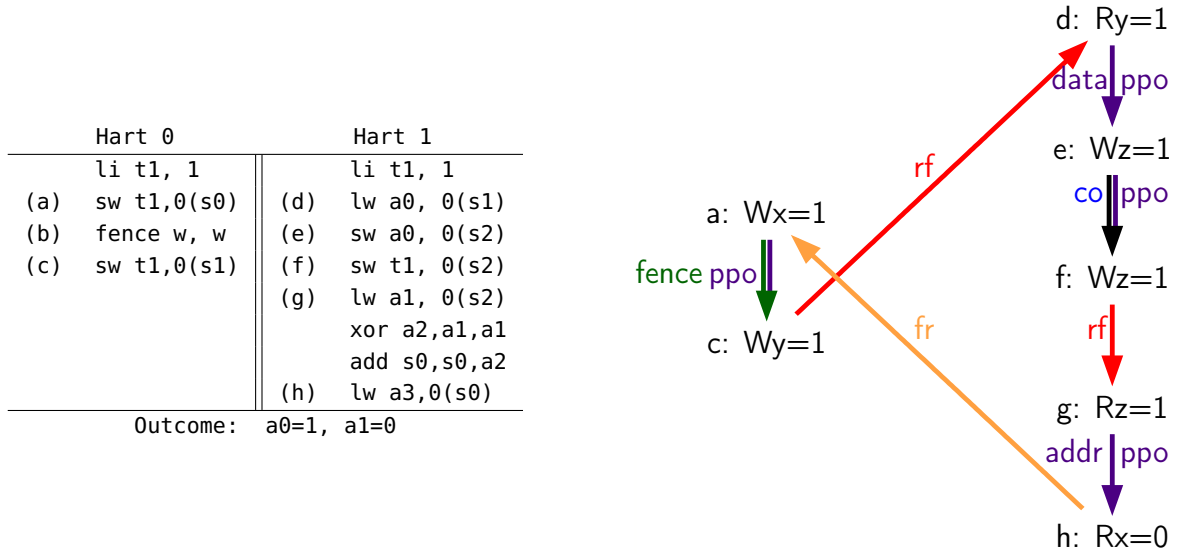 Hart 0 Hart 1
li t1, 1 li t1, 1
(a) sw t1,0(s0) (d) lw a0, 0(s1)
(b) fence w, w (e) sw a0, 0(s2)
(c) sw t1,0(s1) (f) sw t1, 0(s2)
(g) lw a1, 0(s2)
xor a2,a1,a1
add s0,s0,a2
(h) lw a3,0(s0)
Outcome: a0=1, a1=0
d: Ry=1
data ppo
e: Wz=1
rf
co ppo
a: Wx=1
fence ppo
f: Wz=1
c: Wy=1
fr
rf
g: Rz=1
addr ppo
h: Rx=0